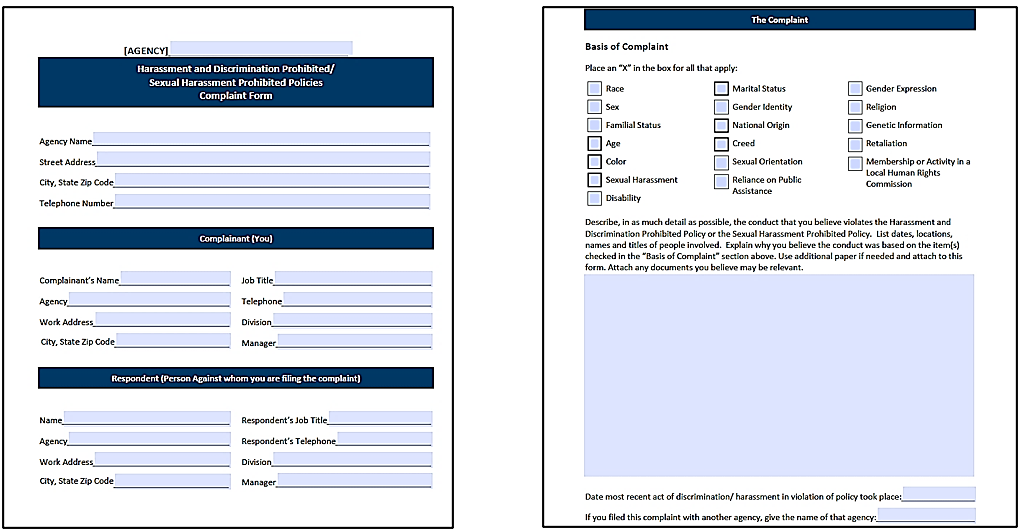 [AGENCY]
Harassment and Discrimination Prohibited/
Sexual Harassment Prohibited Policies
Complaint Form
Agency Name
Street Address
City, State Zip Code
Telephone Number
Complainant (You)
Complainant's Name Job Title
Agency Telephone
Work Address Division
City, State Zip Code Manager
Respondent (Person Against whom you are filing the complaint)
Name Respondent's Job Title
Agency Respondent's Telephone
Work Address Division
City, State Zip Code Manager
The Complaint
Basis of Complaint
Place an "X" in the box for all that apply:
Race Marital Status Gender Expression
Sex Gender Identity Religion
Familial Status National Origin Genetic Information
Age Creed Retaliation
Color Sexual Orientation Membership or Activity in a
Local Human Rights
Commission
Sexual Harassment Reliance on Public
Assistance
Disability
Describe, in as much detail as possible, the conduct that you believe violates the Harassment and
Discrimination Prohibited Policy or the Sexual Harassment Prohibited Policy. List dates, locations,
names and titles of people involved. Explain why you believe the conduct was based on the item(s)
checked in the "Basis of Complaint" section above. Use additional paper if needed and attach to this
form. Attach any documents you believe may be relevant.
Date most recent act of discrimination/ harassment in violation of policy took place:
If you filed this complaint with another agency, give the name of that agency: